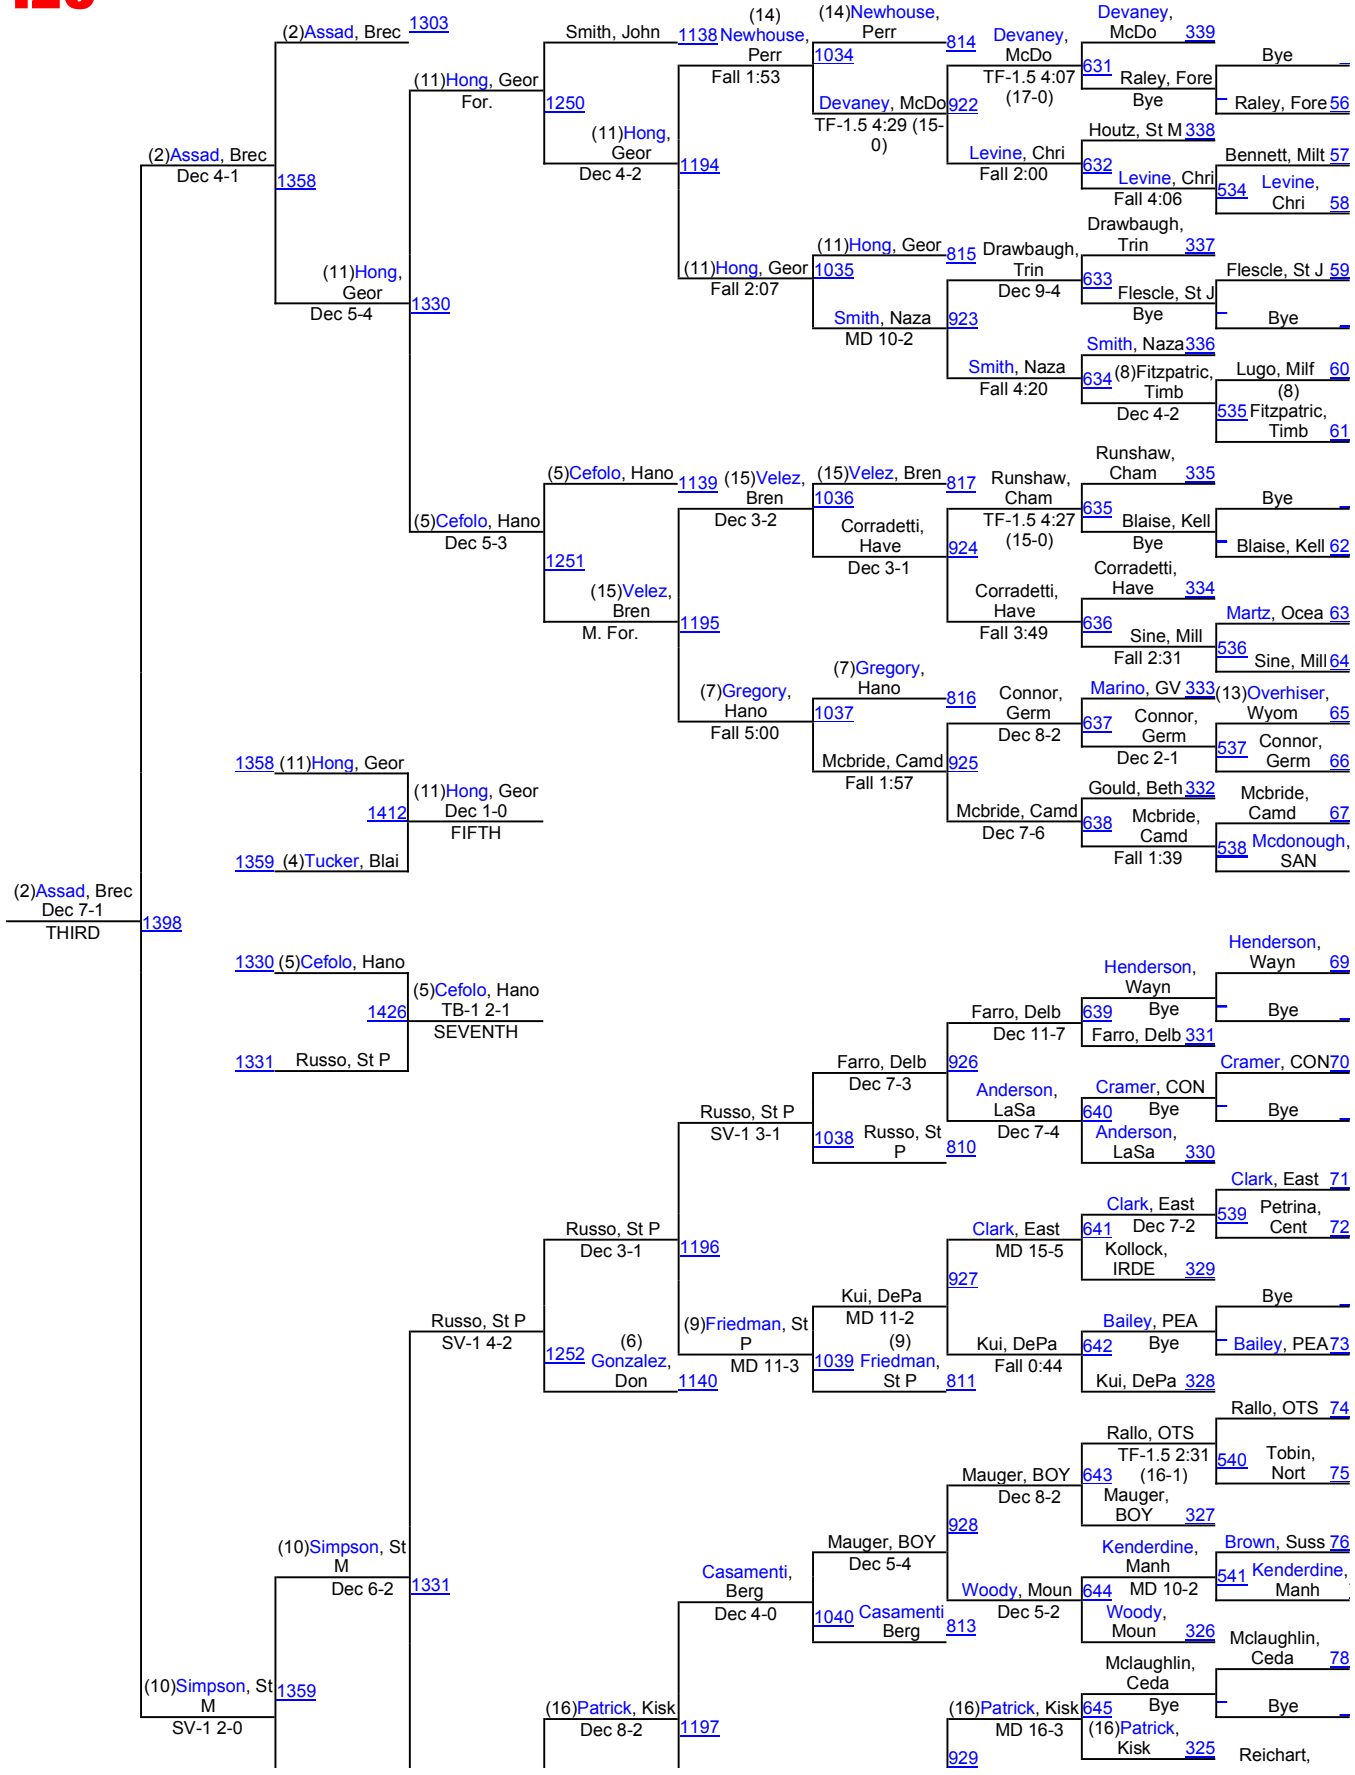 (2)Assad, Brec 1303
Smith, John 1138
(14)
Newhouse,
Perr
Fall 1:53
(14)Newhouse,
Perr
814
1034
Devaney,
McDo
TF-1.5 4:07
(17-0)
Devaney,
McDo 339
631
Raley, Fore
Bye
Bye
Raley, Fore 56
(11)Hong, Geor
For.
1250
Devaney, McDo 922
TF-1.5 4:29 (15-
0)
Houtz, St M 338
Bennett, Milt 57
(2)Assad, Brec
Dec 4-1
1358
(11)Hong,
Geor
Dec 4-2
1194
Levine, Chri
Fall 2:00
632
Levine, Chri
Fall 4:06
534
Levine,
Chri 58
(11)Hong,
Geor
Dec 5-4
1330
(11)Hong, Geor
Fall 2:07
(11)Hong, Geor 815
1035
Drawbaugh,
Trin
Dec 9-4
Drawbaugh,
Trin 337
633
Flescle, St J
Bye
Flescle, St J 59
Bye
Smith, Naza 923
MD 10-2
Smith, Naza
Fall 4:20
Smith, Naza 336
634
(8)Fitzpatric,
Timb
Dec 4-2
Lugo, Milf 60
535
(8)
Fitzpatric,
Timb 61
(5)Cefolo, Hano
Dec 5-3
(5)Cefolo, Hano 1139
1251
(15)Velez,
Bren
Dec 3-2
(15)Velez, Bren 817
1036
Runshaw,
Cham
TF-1.5 4:27
(15-0)
Runshaw,
Cham 335
635
Blaise, Kell
Bye
Bye
Blaise, Kell 62
Corradetti,
Have
Dec 3-1
924
(15)Velez,
Bren
M. For.
1195
Corradetti,
Have
Fall 3:49
Corradetti,
Have 334
636
Sine, Mill
Fall 2:31
Martz, Ocea 63
536
Sine, Mill 64
(7)Gregory,
Hano
Fall 5:00
(7)Gregory,
Hano
816
1037
Connor,
Germ
Dec 8-2
Marino, GV 333
637
Connor,
Germ
Dec 2-1
(13)Overhiser,
Wyom 65
537
Connor,
Germ 66
Mcbride, Camd 925
Fall 1:57
Mcbride, Camd
Dec 7-6
Gould, Beth 332
638
Mcbride,
Camd
Fall 1:39
Mcbride,
Camd 67
538
Mcdonough,
SAN
1358 (11)Hong, Geor
1412
(11)Hong, Geor
Dec 1-0
FIFTH
1359 (4)Tucker, Blai
(2)Assad, Brec
Dec 7-1
THIRD
1398
1330 (5)Cefolo, Hano
1426
(5)Cefolo, Hano
TB-1 2-1
SEVENTH
1331 Russo, St P
Farro, Delb
Dec 11-7
Henderson,
Wayn
639
Bye
Farro, Delb 331
Henderson,
Wayn 69
Bye
Farro, Delb
Dec 7-3
926
Anderson,
LaSa
Dec 7-4
Cramer, CON
640
Bye
Anderson,
LaSa 330
Cramer, CON 70
Bye
Russo, St P
SV-1 3-1
1038
Russo, St
P
810
Russo, St P
Dec 3-1
1196
Clark, East
MD 15-5
Clark, East
641
Dec 7-2
Kollock,
IRDE 329
Clark, East 71
539
Petrina,
Cent 72
927
Russo, St P
SV-1 4-2
1252
(6)
Gonzalez,
Don
1140
(9)Friedman, St
P
MD 11-3
Kui, DePa
MD 11-2
1039
(9)
Friedman,
St P
811
Kui, DePa
Fall 0:44
Bailey, PEA
642
Bye
Kui, DePa 328
Bye
Bailey, PEA 73
Mauger, BOY
Dec 8-2
Rallo, OTS
TF-1.5 2:31
(16-1)
643
Mauger,
BOY 327
Rallo, OTS 74
540
Tobin,
Nort 75
928
(10)Simpson, St
M
Dec 6-2
1331
Casamenti,
Berg
Dec 4-0
Mauger, BOY
Dec 5-4
1040
Casamenti
Berg
813
Woody, Moun
Dec 5-2
Kenderdine,
Manh
644
MD 10-2
Woody,
Moun 326
Brown, Suss 76
541
Kenderdine,
Manh
(10)Simpson, St
M
SV-1 2-0
1359
(16)Patrick, Kisk
Dec 8-2
1197
(16)Patrick, Kisk
MD 16-3
929
Mclaughlin,
Ceda
645
Bye
(16)Patrick,
Kisk 325
Mclaughlin,
Ceda 78
Bye
Reichart,